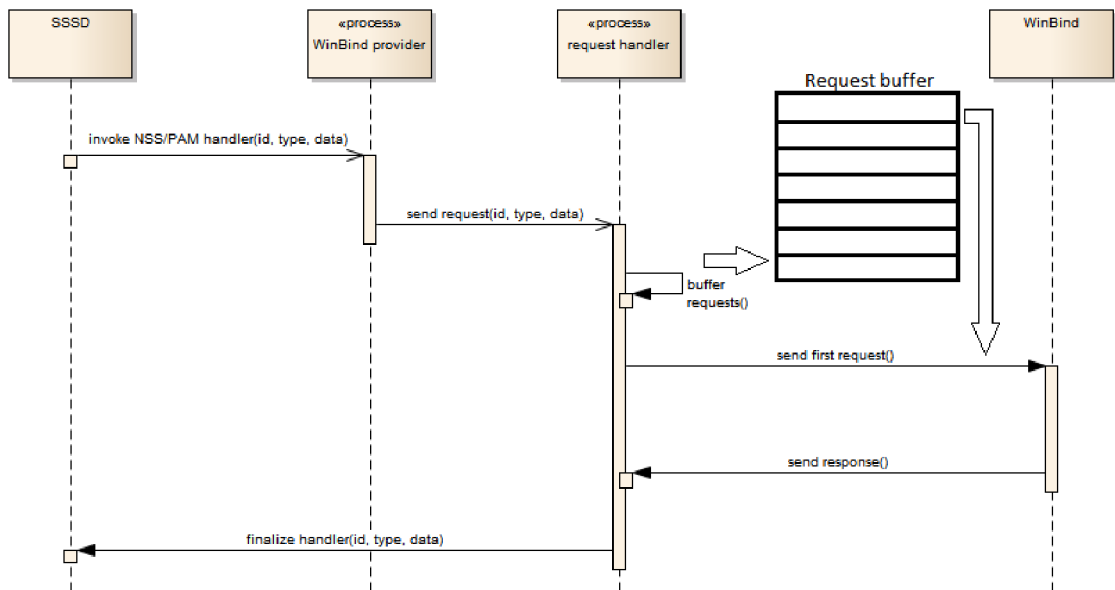 SSSD
«process»
WinBind provider
«process»
request handler
WinBind
Request buffer
invoke NSS/PAM handler(id, type, data)
send request(id, type, data)
buffer
requests()
send first request()
send response()
finalize handler(id, type, data)